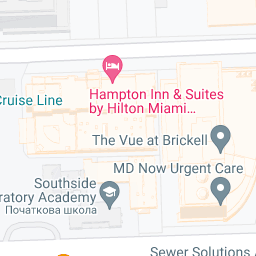 Hampton Inn & Suites
by Hilton Miami...
Cruise Line
The Vue at Brickell
MD Now Urgent Care
Southside
ratory Academy
Початкова школа
Sewer Solutions